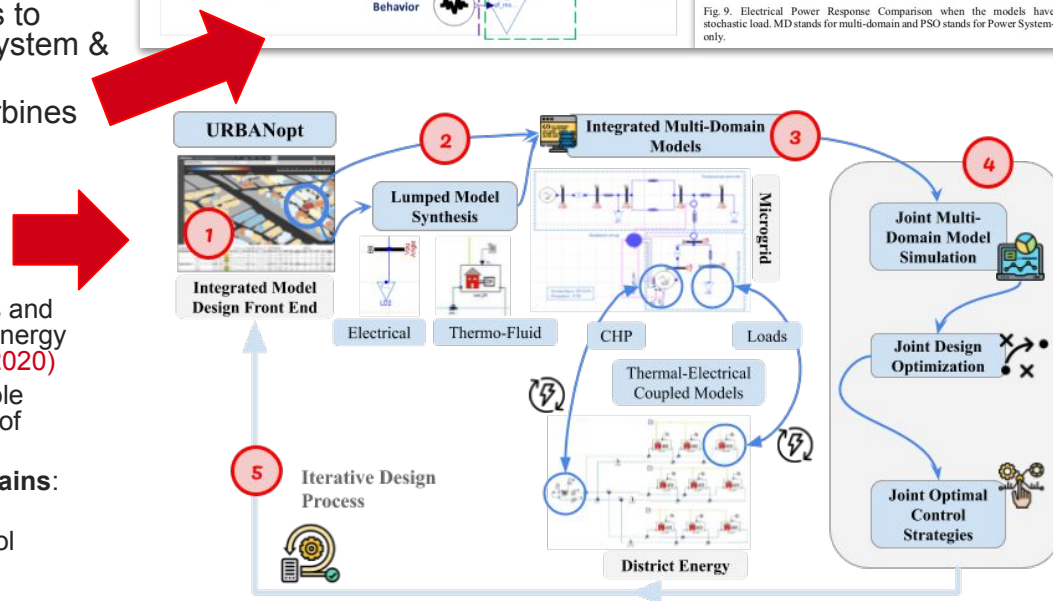 s to
ystem &
rbines
s and
nergy
2020)
ole
of
ains:
ol
Behavior
Fig. 9. Electrical Power Response Comparison when the models have
stochastic load. MD stands for multi-domain and PSO stands for Power System-
only.
URBANopt
1
Integrated Model
Design Front End
2
Lumped Model
Synthesis
LD2
Electrical
Thermo-Fluid
Integrated Multi-Domain
Models
3
Microgrid
CHP
Loads
Thermal-Electrical
Coupled Models
District Energy
4
Joint Multi-
Domain Model
Simulation
Joint Design
Optimization
Joint Optimal
Control
Strategies
5
Iterative Design
Process